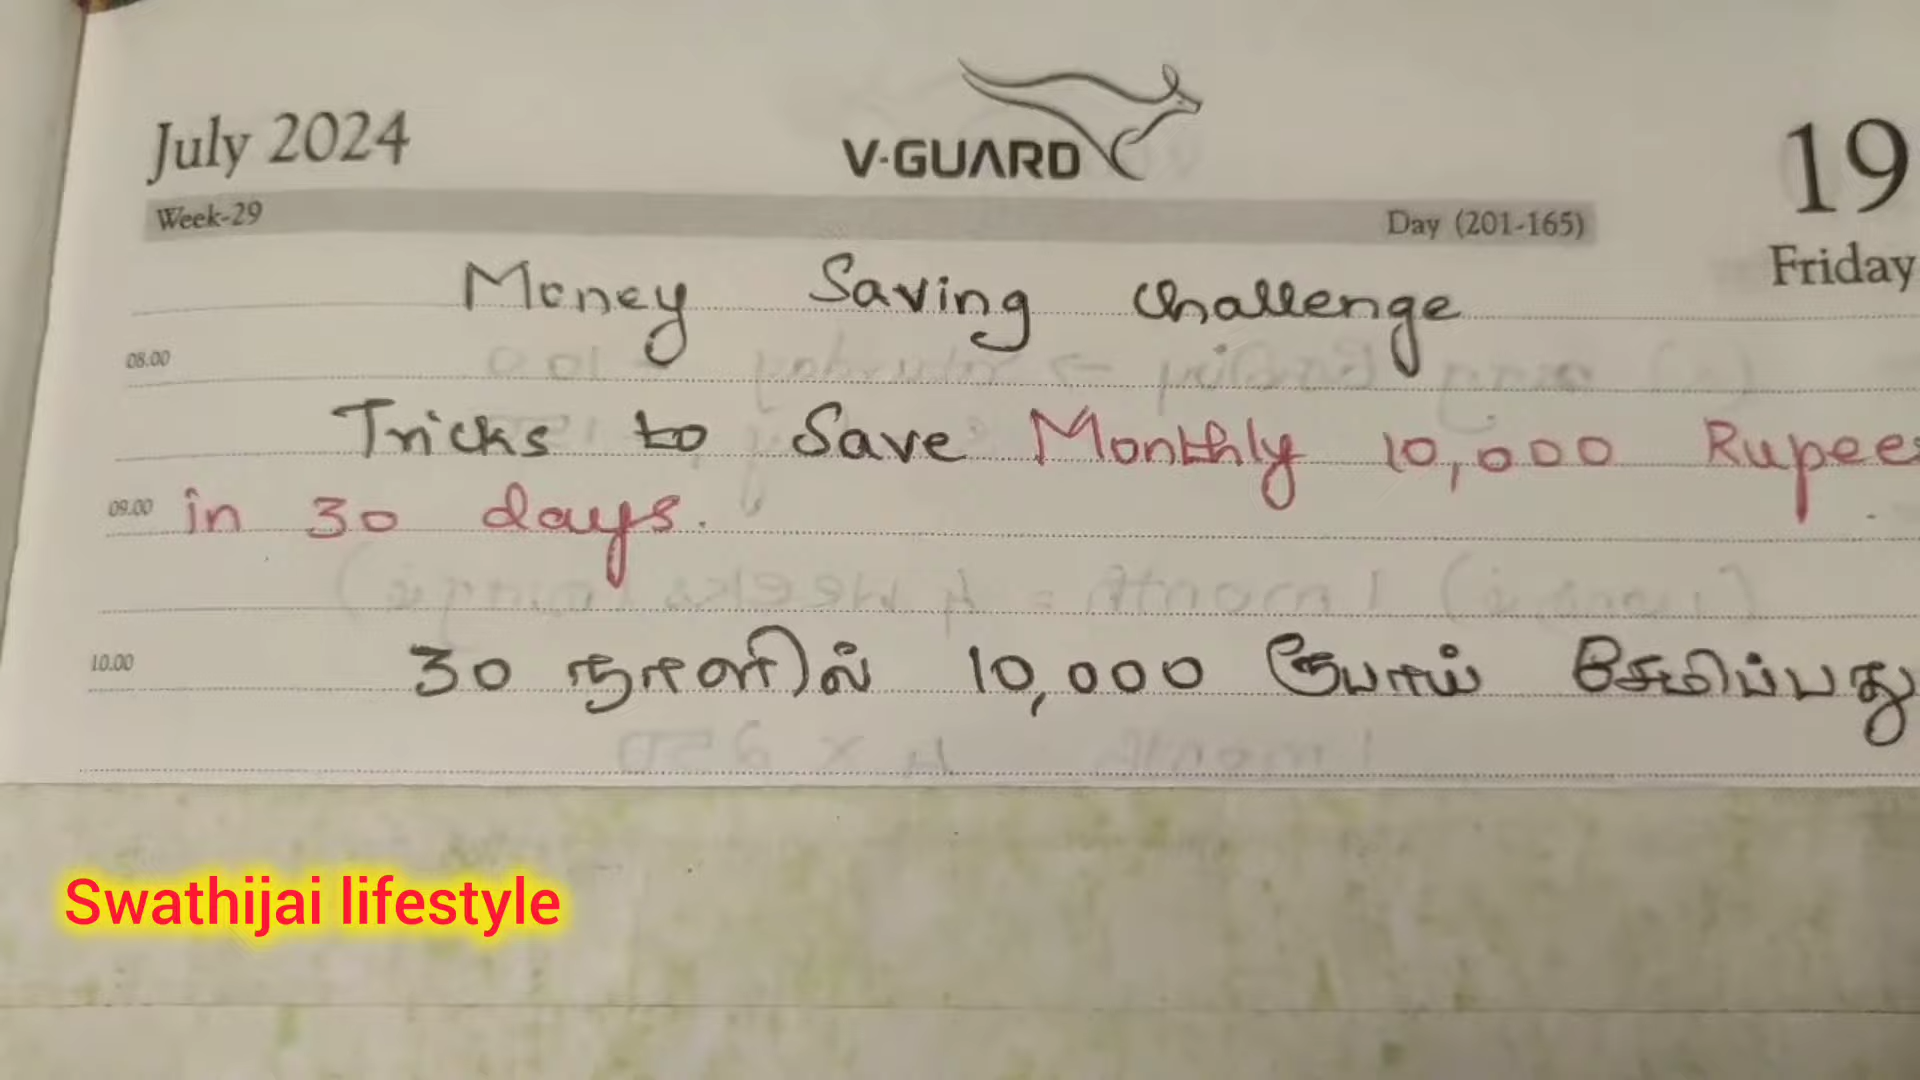 July 2024
V-GUARD
19
Week-29
Day (201-165)
Friday
Money Saving Challenge
08.00
Tricks to Save Monthly 10,000 Rupees
09.00 in 30 days.
10.00 30 நாளில் 10,000 ரூபாய் சேமிப்பது
Swathijai lifestyle